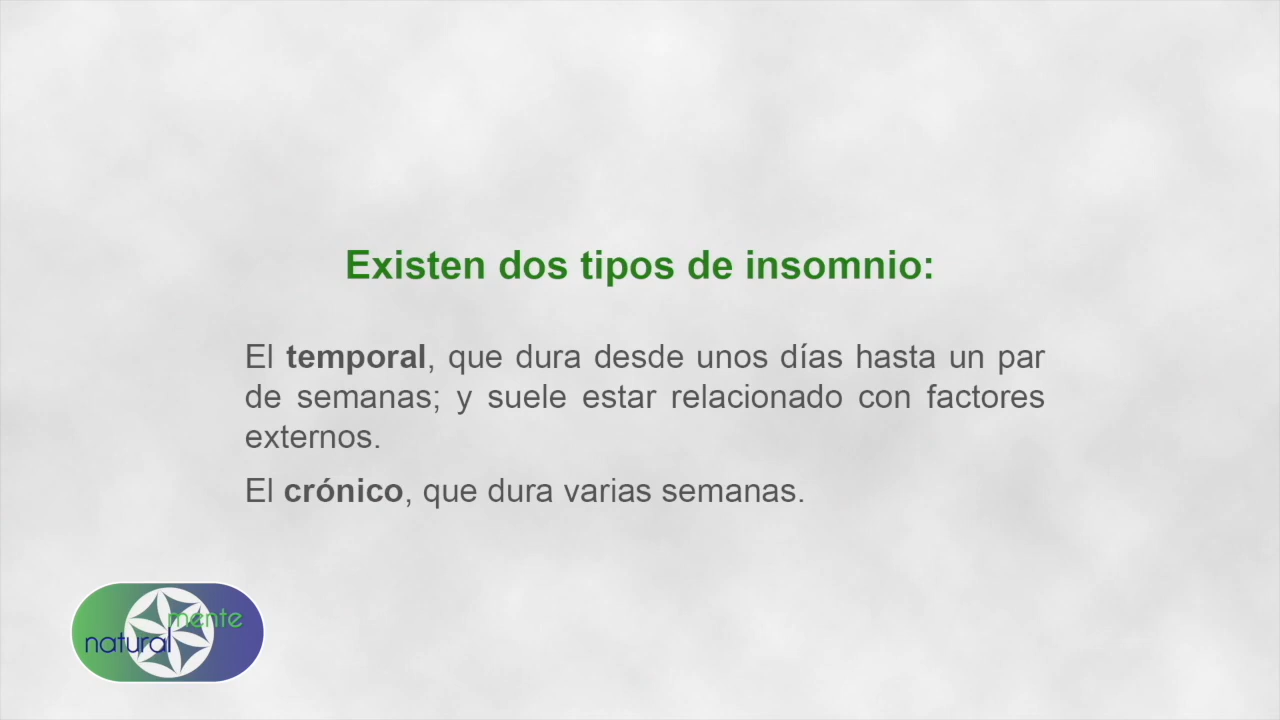 Existen dos tipos de insomnio:
El temporal, que dura desde unos días hasta un par
de semanas; y suele estar relacionado con factores
externos.
El crónico, que dura varias semanas.
mente
natural